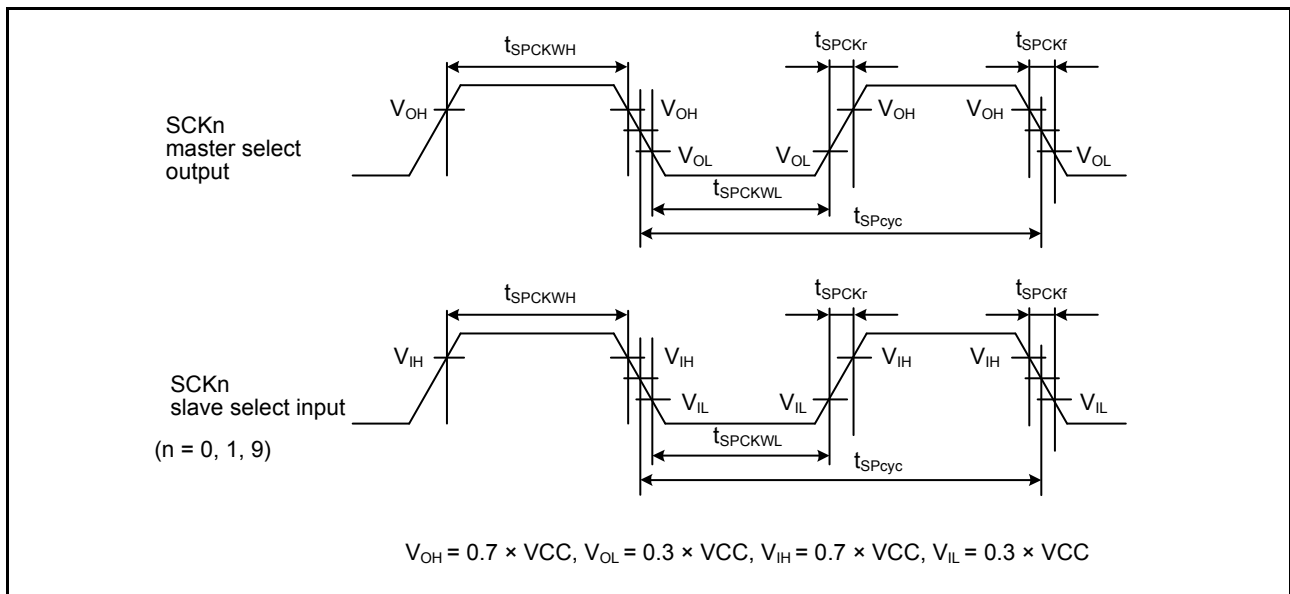 tSPCKWH tSPCKr tSPCKf
VOH VOH VOH VOH
SCKn
master select
output
VOL VOL VOL
tSPCKWL
tSPcyc
tSPCKWH tSPCKr tSPCKf
VIH VIH VIH VIH
SCKn
slave select input
VIL VIL VIL
(n = 0, 1, 9)
tSPCKWL
tSPcyc
VOH = 0.7 × VCC, VOL = 0.3 × VCC, VIH = 0.7 × VCC, VIL = 0.3 × VCC